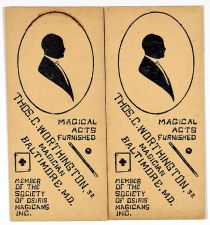 MAGICAL
ACTS
FURNISHED
THOS. C. WORTHINGTON, 3RD
MAGICIAN
BALTIMORE, MD.
MEMBER
OF THE
SOCIETY
OF OSIRIS
MAGICIANS
INC.
MAGICAL
ACTS
FURNISHED
THOS. C. WORTHINGTON, 3RD
MAGICIAN
BALTIMORE, MD.
MEMBER
OF THE
SOCIETY
OF OSIRIS
MAGICIANS
INC.